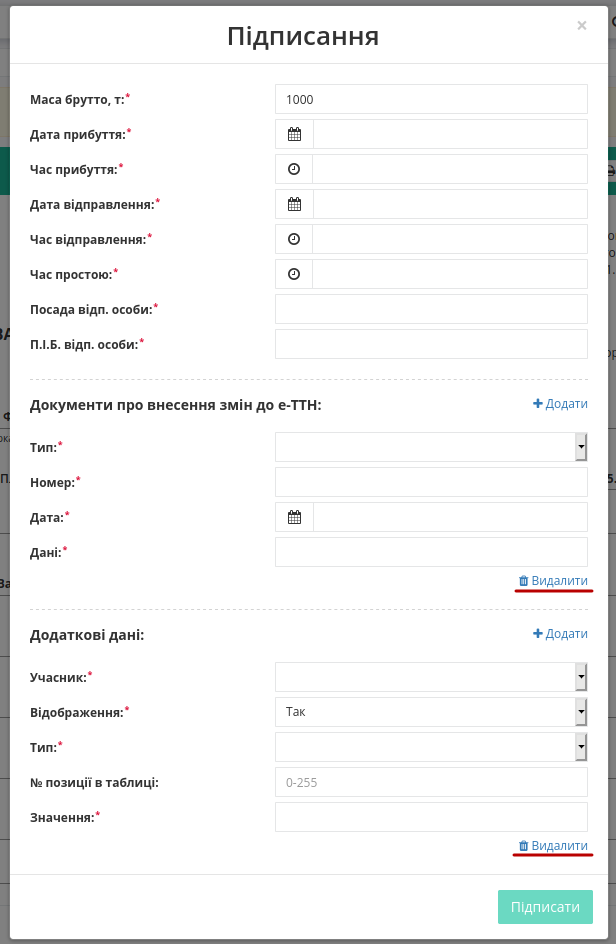 Підписання
×
Маса брутто, т:* 1000
Дата прибуття:*
Час прибуття:*
Дата відправлення:*
Час відправлення:*
Час простою:*
Посада відп. особи:*
П.І.Б. відп. особи:*
Документи про внесення змін до е-ТТН: Додати
Тип:*
Номер:*
Дата:*
Дані:*
Видалити
Додаткові дані: Додати
Учасник:*
Відображення:* Так
Тип:*
№ позиції в таблиці: 0-255
Значення:*
Видалити
Підписати